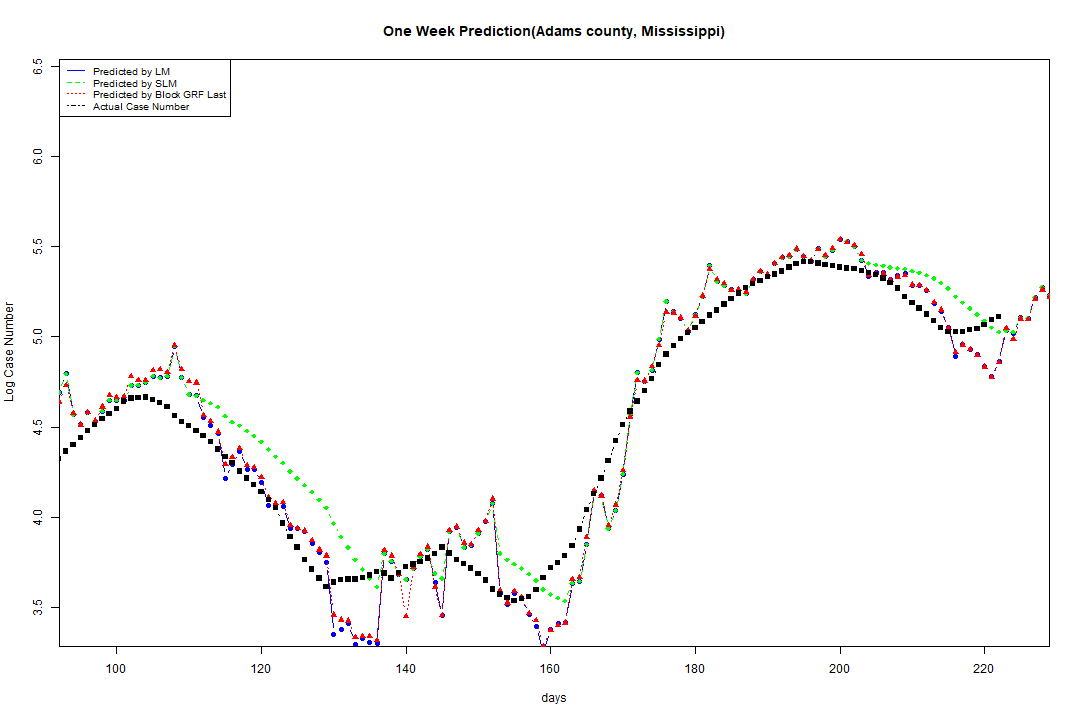 One Week Prediction(Adams county, Mississippi)
Predicted by LM
Predicted by SLM
Predicted by Block GRF Last
Actual Case Number
6.5
6.0
5.5
5.0
4.5
4.0
3.5
Log Case Number
100 120 140 160 180 200 220
days